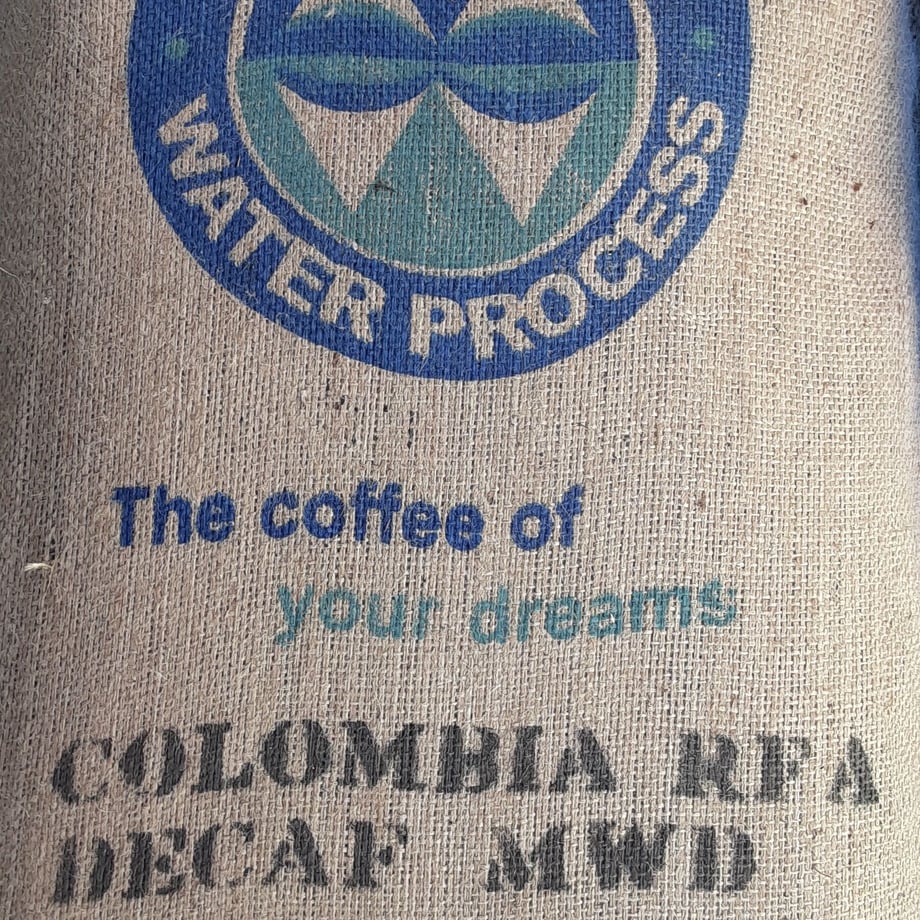 WATER PROCESS
The coffee of
your dreams
COLOMBIA RFA
DECAF MWD